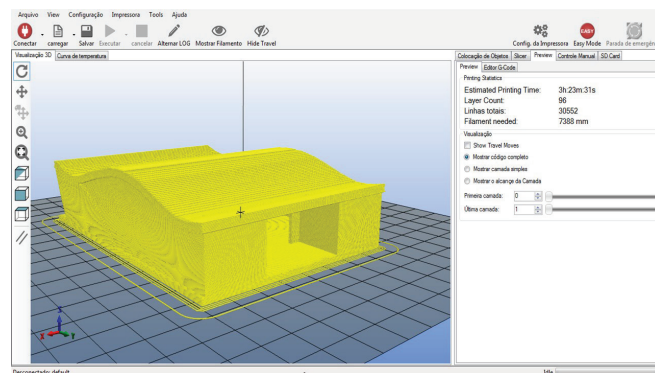 Arquivo View Configuração Impressora Tools Ajuda
Conectar carregar Salvar Executar cancelar Alternar LOG Mostrar Filamento Hide Travel Config. da Impressora Easy Mode Parada de emergên
EASY
Visualização 3D Curva de temperatura
Colocação de Objetos Slicer Preview Controle Manual SD Card
Preview Editor G-Code
Printing Statistics
Estimated Printing Time: 3h:23m:31s
Layer Count: 96
Linhas totais: 30552
Filament needed: 7388 mm
Visualização
Show Travel Moves
Mostrar código completo
Mostrar camada simples
Mostrar o alcançe da Camada
Primeira camada: 0
Última camada: 1
X Y
Desconectado: default Idle